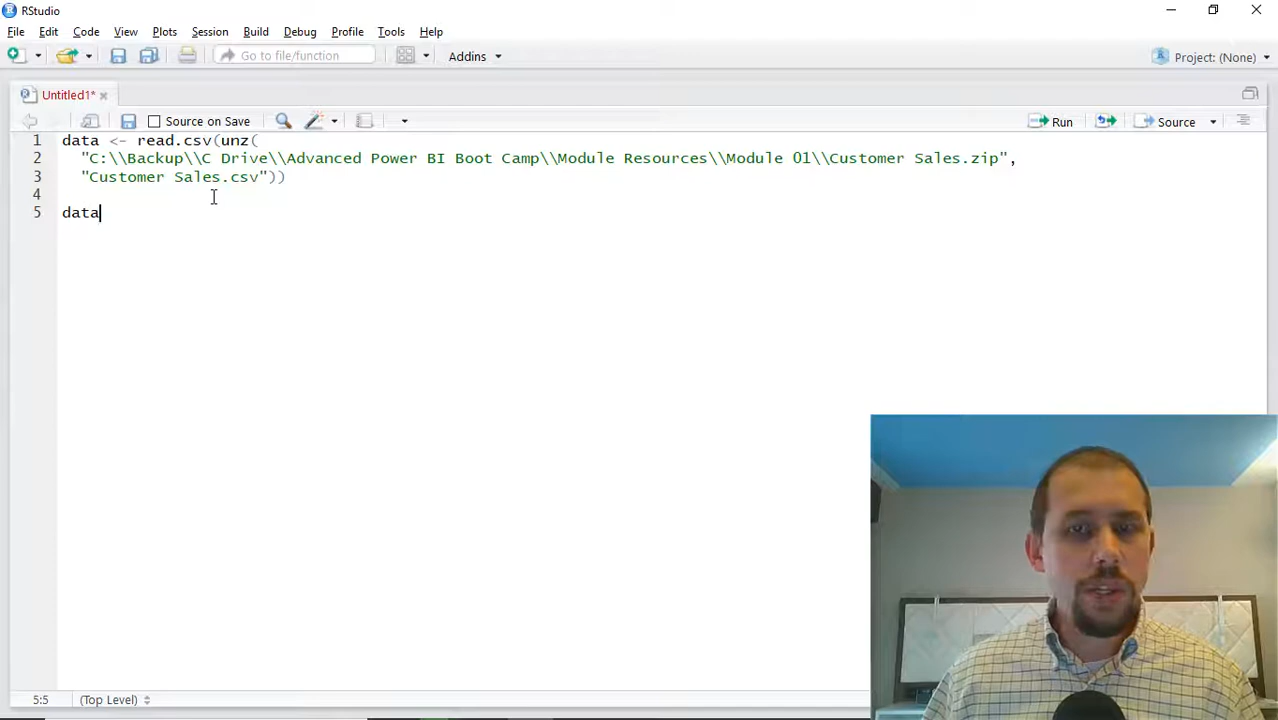 RStudio
File Edit Code View Plots Session Build Debug Profile Tools Help
Go to file/function Addins Project: (None)
Untitled1*
Source on Save Run Source
1 data <- read.csv(unz(
2 "C:\\Backup\\C Drive\\Advanced Power BI Boot Camp\\Module Resources\\Module 01\\Customer Sales.zip",
3 "Customer Sales.csv"))
4
5 data
5:5 (Top Level)